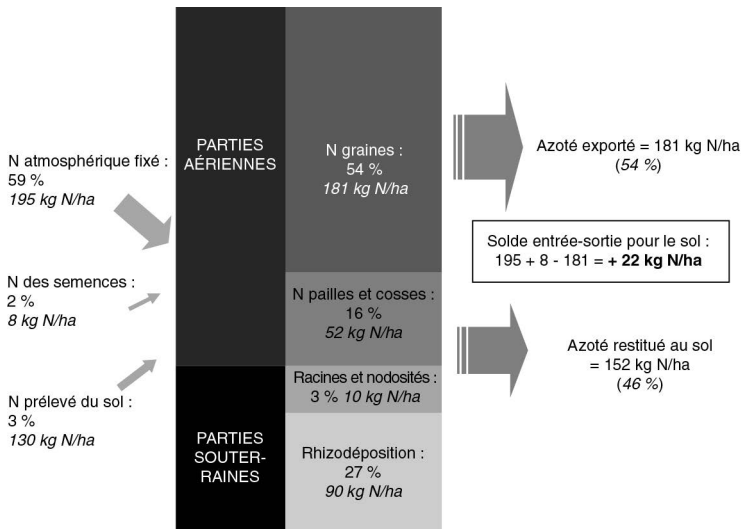 N atmosphérique fixé :
59 %
195 kg N/ha
N des semences :
2 %
8 kg N/ha
N prélevé du sol :
3 %
130 kg N/ha
PARTIES
AÉRIENNES
PARTIES
SOUTER-
RAINES
N graines :
54 %
181 kg N/ha
N pailles et cosses :
16 %
52 kg N/ha
Racines et nodosités :
3 % 10 kg N/ha
Rhizodéposition :
27 %
90 kg N/ha
Azoté exporté = 181 kg N/ha
(54 %)
Solde entrée-sortie pour le sol :
195 + 8 - 181 = + 22 kg N/ha
Azoté restitué au sol
= 152 kg N/ha
(46 %)